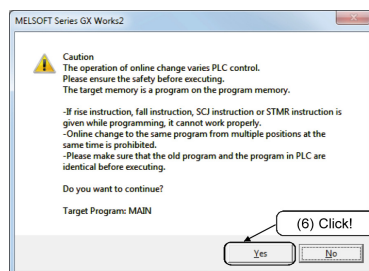 MELSOFT Series GX Works2
Caution
The operation of online change varies PLC control.
Please ensure the safety before executing.
The target memory is a program on the program memory.
-If rise instruction, fall instruction, SCJ instruction or STMR instruction is
given while programming, it cannot work properly.
-Online change to the same program from multiple positions at the
same time is prohibited.
-Please make sure that the old program and the program in PLC are
identical before executing.
Do you want to continue?
Target Program: MAIN
(6) Click!
Yes No